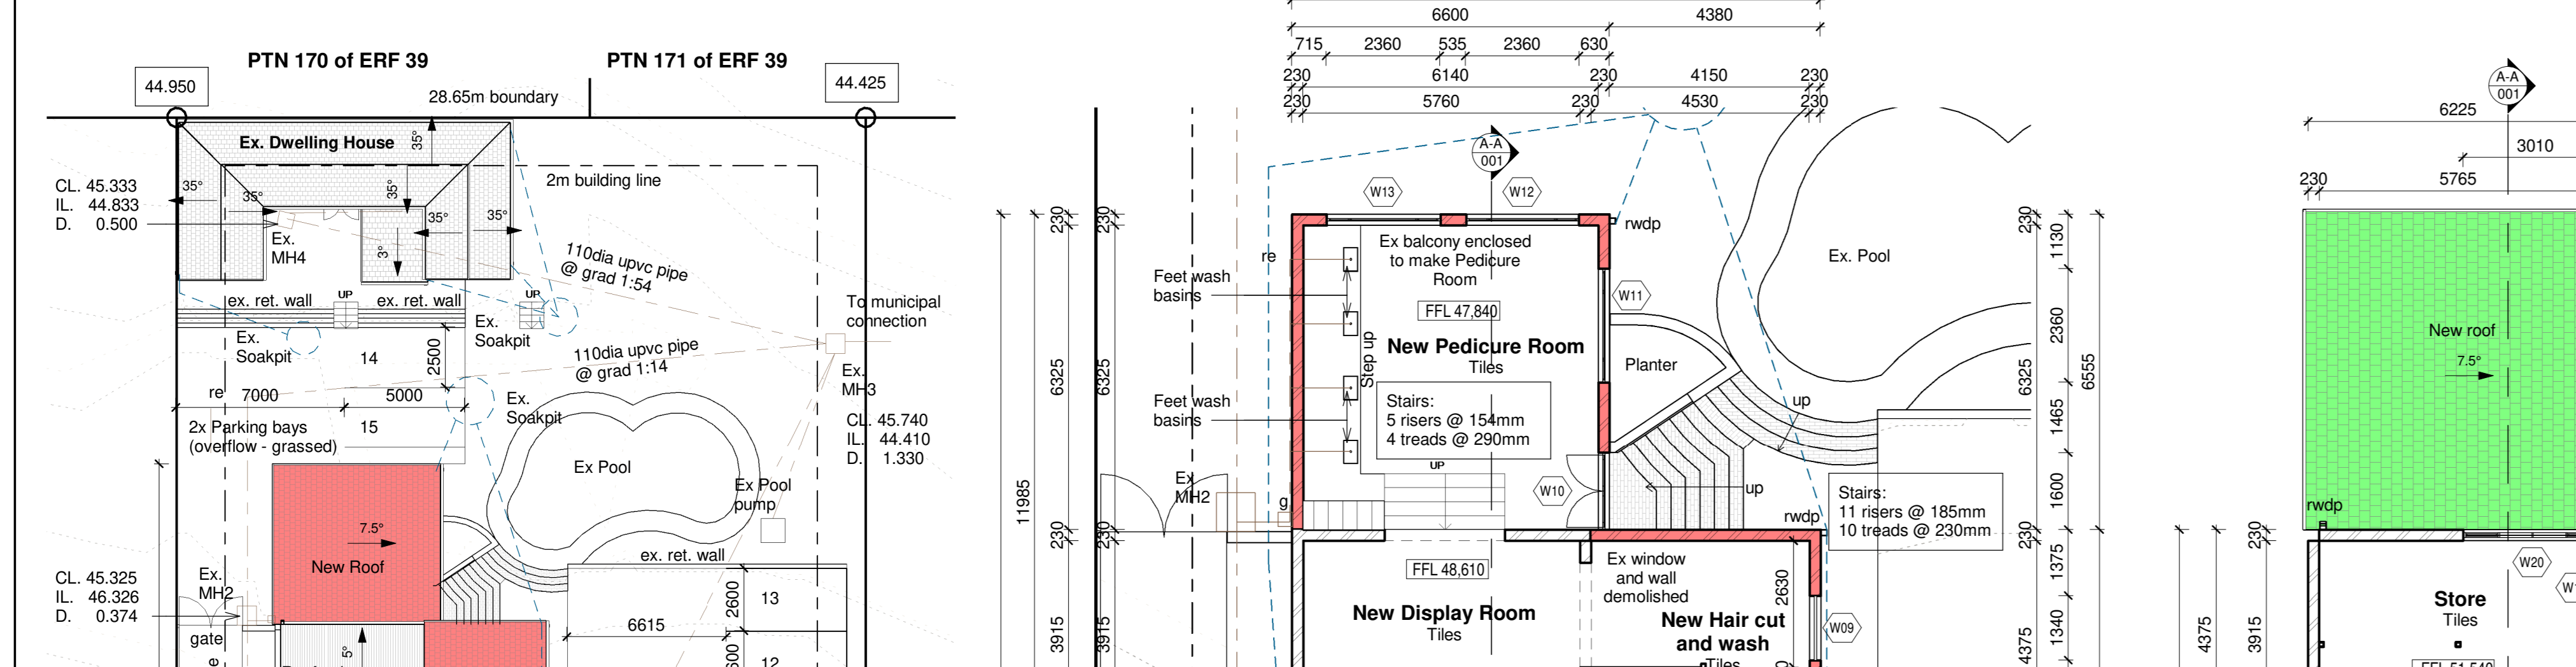 PTN 170 of ERF 39
PTN 171 of ERF 39
44.950
44.425
28.65m boundary
Ex. Dwelling House
35°
35°
35°
35°
35°
35°
3°
2m building line
CL. 45.333
IL. 44.833
D. 0.500
Ex.
MH4
110dia upvc pipe
@ grad 1:54
ex. ret. wall
UP
ex. ret. wall
UP
To municipal
connection
Ex.
Soakpit
Ex.
Soakpit
14
2500
110dia upvc pipe
@ grad 1:14
Ex.
MH3
re
7000
5000
Ex.
Soakpit
CL. 45.740
IL. 44.410
D. 1.330
2x Parking bays
(overflow - grassed)
15
Ex Pool
Ex Pool
pump
7.5°
New Roof
ex. ret. wall
CL. 45.325
IL. 46.326
D. 0.374
Ex.
MH2
gate
5°
2600
13
6615
12
6600
4380
715
2360
535
2360
630
230
6140
230
4150
230
230
5760
230
4530
230
A-A
001
W13
W12
rwdp
230
230
re
Ex balcony enclosed
to make Pedicure
Room
Feet wash
basins
FFL 47,840
W11
Ex. Pool
New Pedicure Room
Tiles
Step up
Planter
6325
6325
Feet wash
basins
Stairs:
5 risers @ 154mm
4 treads @ 290mm
up
UP
Ex
MH2
g
W10
up
11985
rwdp
Stairs:
11 risers @ 185mm
10 treads @ 230mm
230
230
FFL 48,610
Ex window
and wall
demolished
2630
New Display Room
Tiles
New Hair cut
and wash
Tiles
W09
3915
3915
230
1130
2360
6325
6555
1465
1600
230
1375
1340
4375
A-A
001
6225
3010
230
5765
New roof
7.5°
rwdp
230
W20
Store
Tiles
4375
3915
FFL 51,540